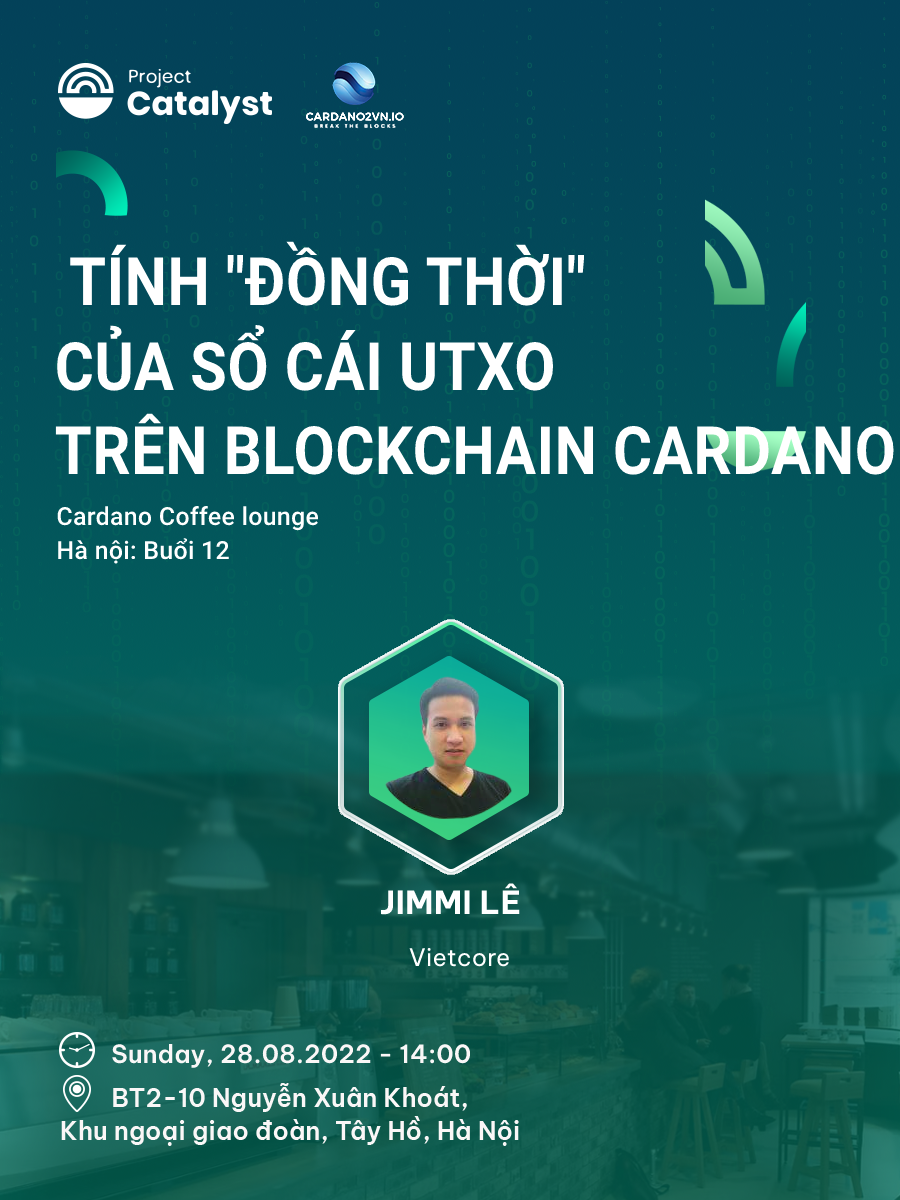 Project
Catalyst
CARDANO2VN.IO
BREAK THE BLOCKS
TÍNH "ĐỒNG THỜI"
CỦA SỔ CÁI UTXO
TRÊN BLOCKCHAIN CARDANO
Cardano Coffee lounge
Hà nội: Buổi 12
JIMMI LÊ
Vietcore
Sunday, 28.08.2022 - 14:00
BT2-10 Nguyễn Xuân Khoát,
Khu ngoại giao đoàn, Tây Hồ, Hà Nội